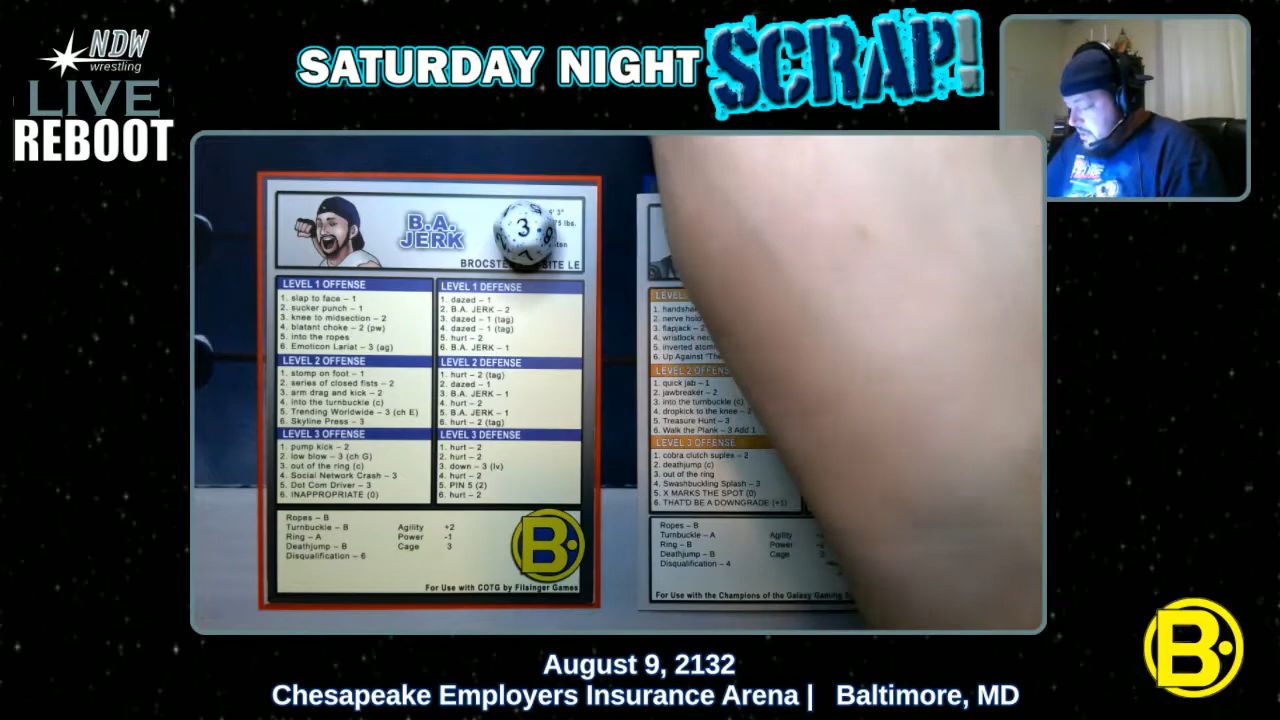 NDW
wrestling
LIVE
REBOOT
SATURDAY NIGHT SCRAP!
B.A.
JERK
3
BROCSTE
SITE LE
LEVEL 1 OFFENSE
1. slap to face – 1
2. sucker punch – 1
3. knee to midsection – 2
4. blatant choke – 2 (pw)
5. into the ropes
6. Emoticon Lariat – 3 (ag)
LEVEL 1 DEFENSE
1. dazed – 1
2. B.A. JERK – 2
3. dazed – 1 (tag)
4. dazed – 1 (tag)
5. hurt – 2
6. B.A. JERK – 1
LEVEL 2 OFFENSE
1. stomp on foot – 1
2. series of closed fists – 2
3. arm drag and kick – 2
4. into the turnbuckle (c)
5. Trending Worldwide – 3 (ch E)
6. Skyline Press – 3
LEVEL 2 DEFENSE
1. hurt – 2 (tag)
2. dazed – 1
3. B.A. JERK – 1
4. hurt – 2
5. B.A. JERK – 1
6. hurt – 2 (tag)
LEVEL 3 OFFENSE
1. pump kick – 2
2. low blow – 3 (ch G)
3. out of the ring (c)
4. Social Network Crash – 3
5. Dot Com Driver – 3
6. INAPPROPRIATE (0)
LEVEL 3 DEFENSE
1. hurt – 2
2. hurt – 2
3. down – 3 (lv)
4. hurt – 2
5. PIN 5 (2)
6. hurt – 2
Ropes – B
Turnbuckle – B
Ring – A
Deathjump – B
Disqualification – 6
Agility +2
Power -1
Cage 3
B
For Use with COTG by Filsinger Games
LEVEL
2. nerve hold
3. flapjack – 2
4. wristlock
5. inverted
6. Up Against "The
LEVEL 2 OFFENS
1. quick jab – 1
2. jawbreaker – 2
3. into the turnbuckle (c)
4. dropkick to the knee – 2
5. Treasure Hunt – 3
6. Walk the Plank – 3 Add 1
LEVEL 3 OFFENSE
1. cobra clutch suplex – 2
2. deathjump (c)
3. out of the ring
4. Swashbuckling Splash – 3
5. X MARKS THE SPOT (0)
6. THAT'D BE A DOWNGRADE (+1)
Ropes – B
Turnbuckle – A
Ring – B
Deathjump – B
Disqualification – 4
Agility
Power
Cage
For Use with the Champions of the Galaxy Gaming
August 9, 2132
Chesapeake Employers Insurance Arena | Baltimore, MD
B